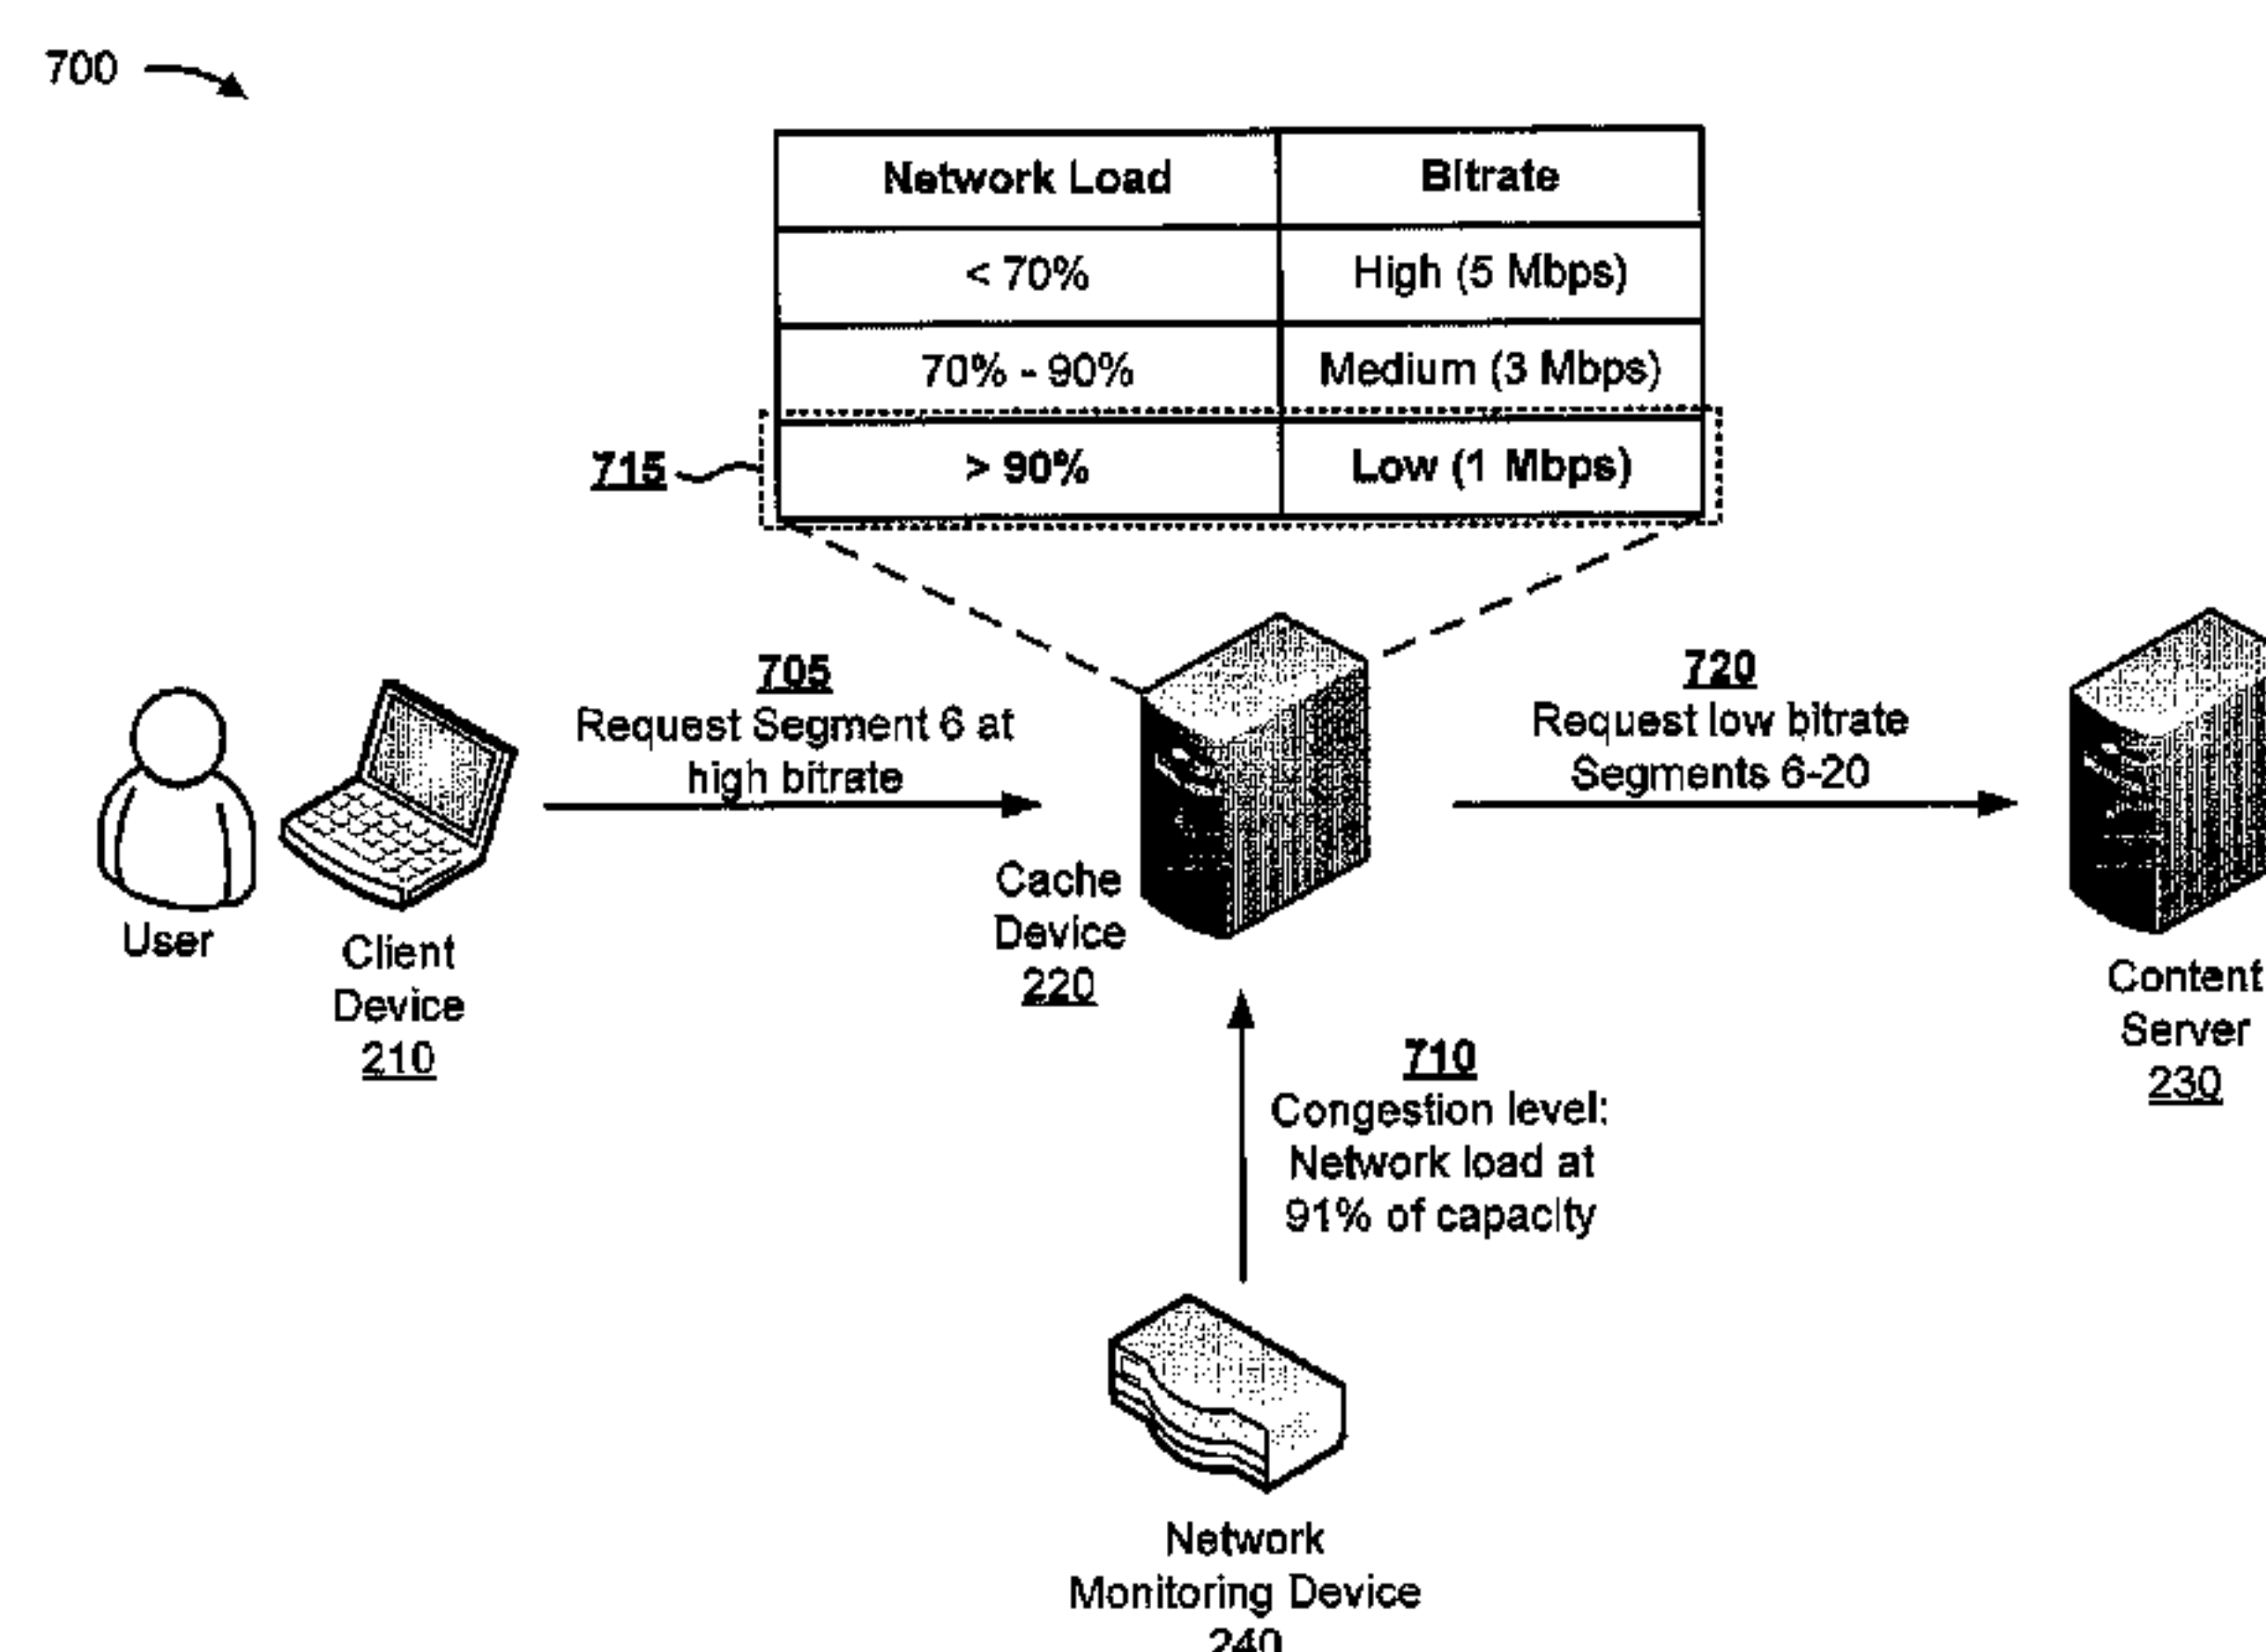 700
Network Load Bitrate
< 70% High (5 Mbps)
70% - 90% Medium (3 Mbps)
715
> 90% Low (1 Mbps)
705
Request Segment 6 at
high bitrate
720
Request low bitrate
Segments 6-20
User
Client
Device
210
Cache
Device
220
Content
Server
230
710
Congestion level:
Network load at
91% of capacity
Network
Monitoring Device
240